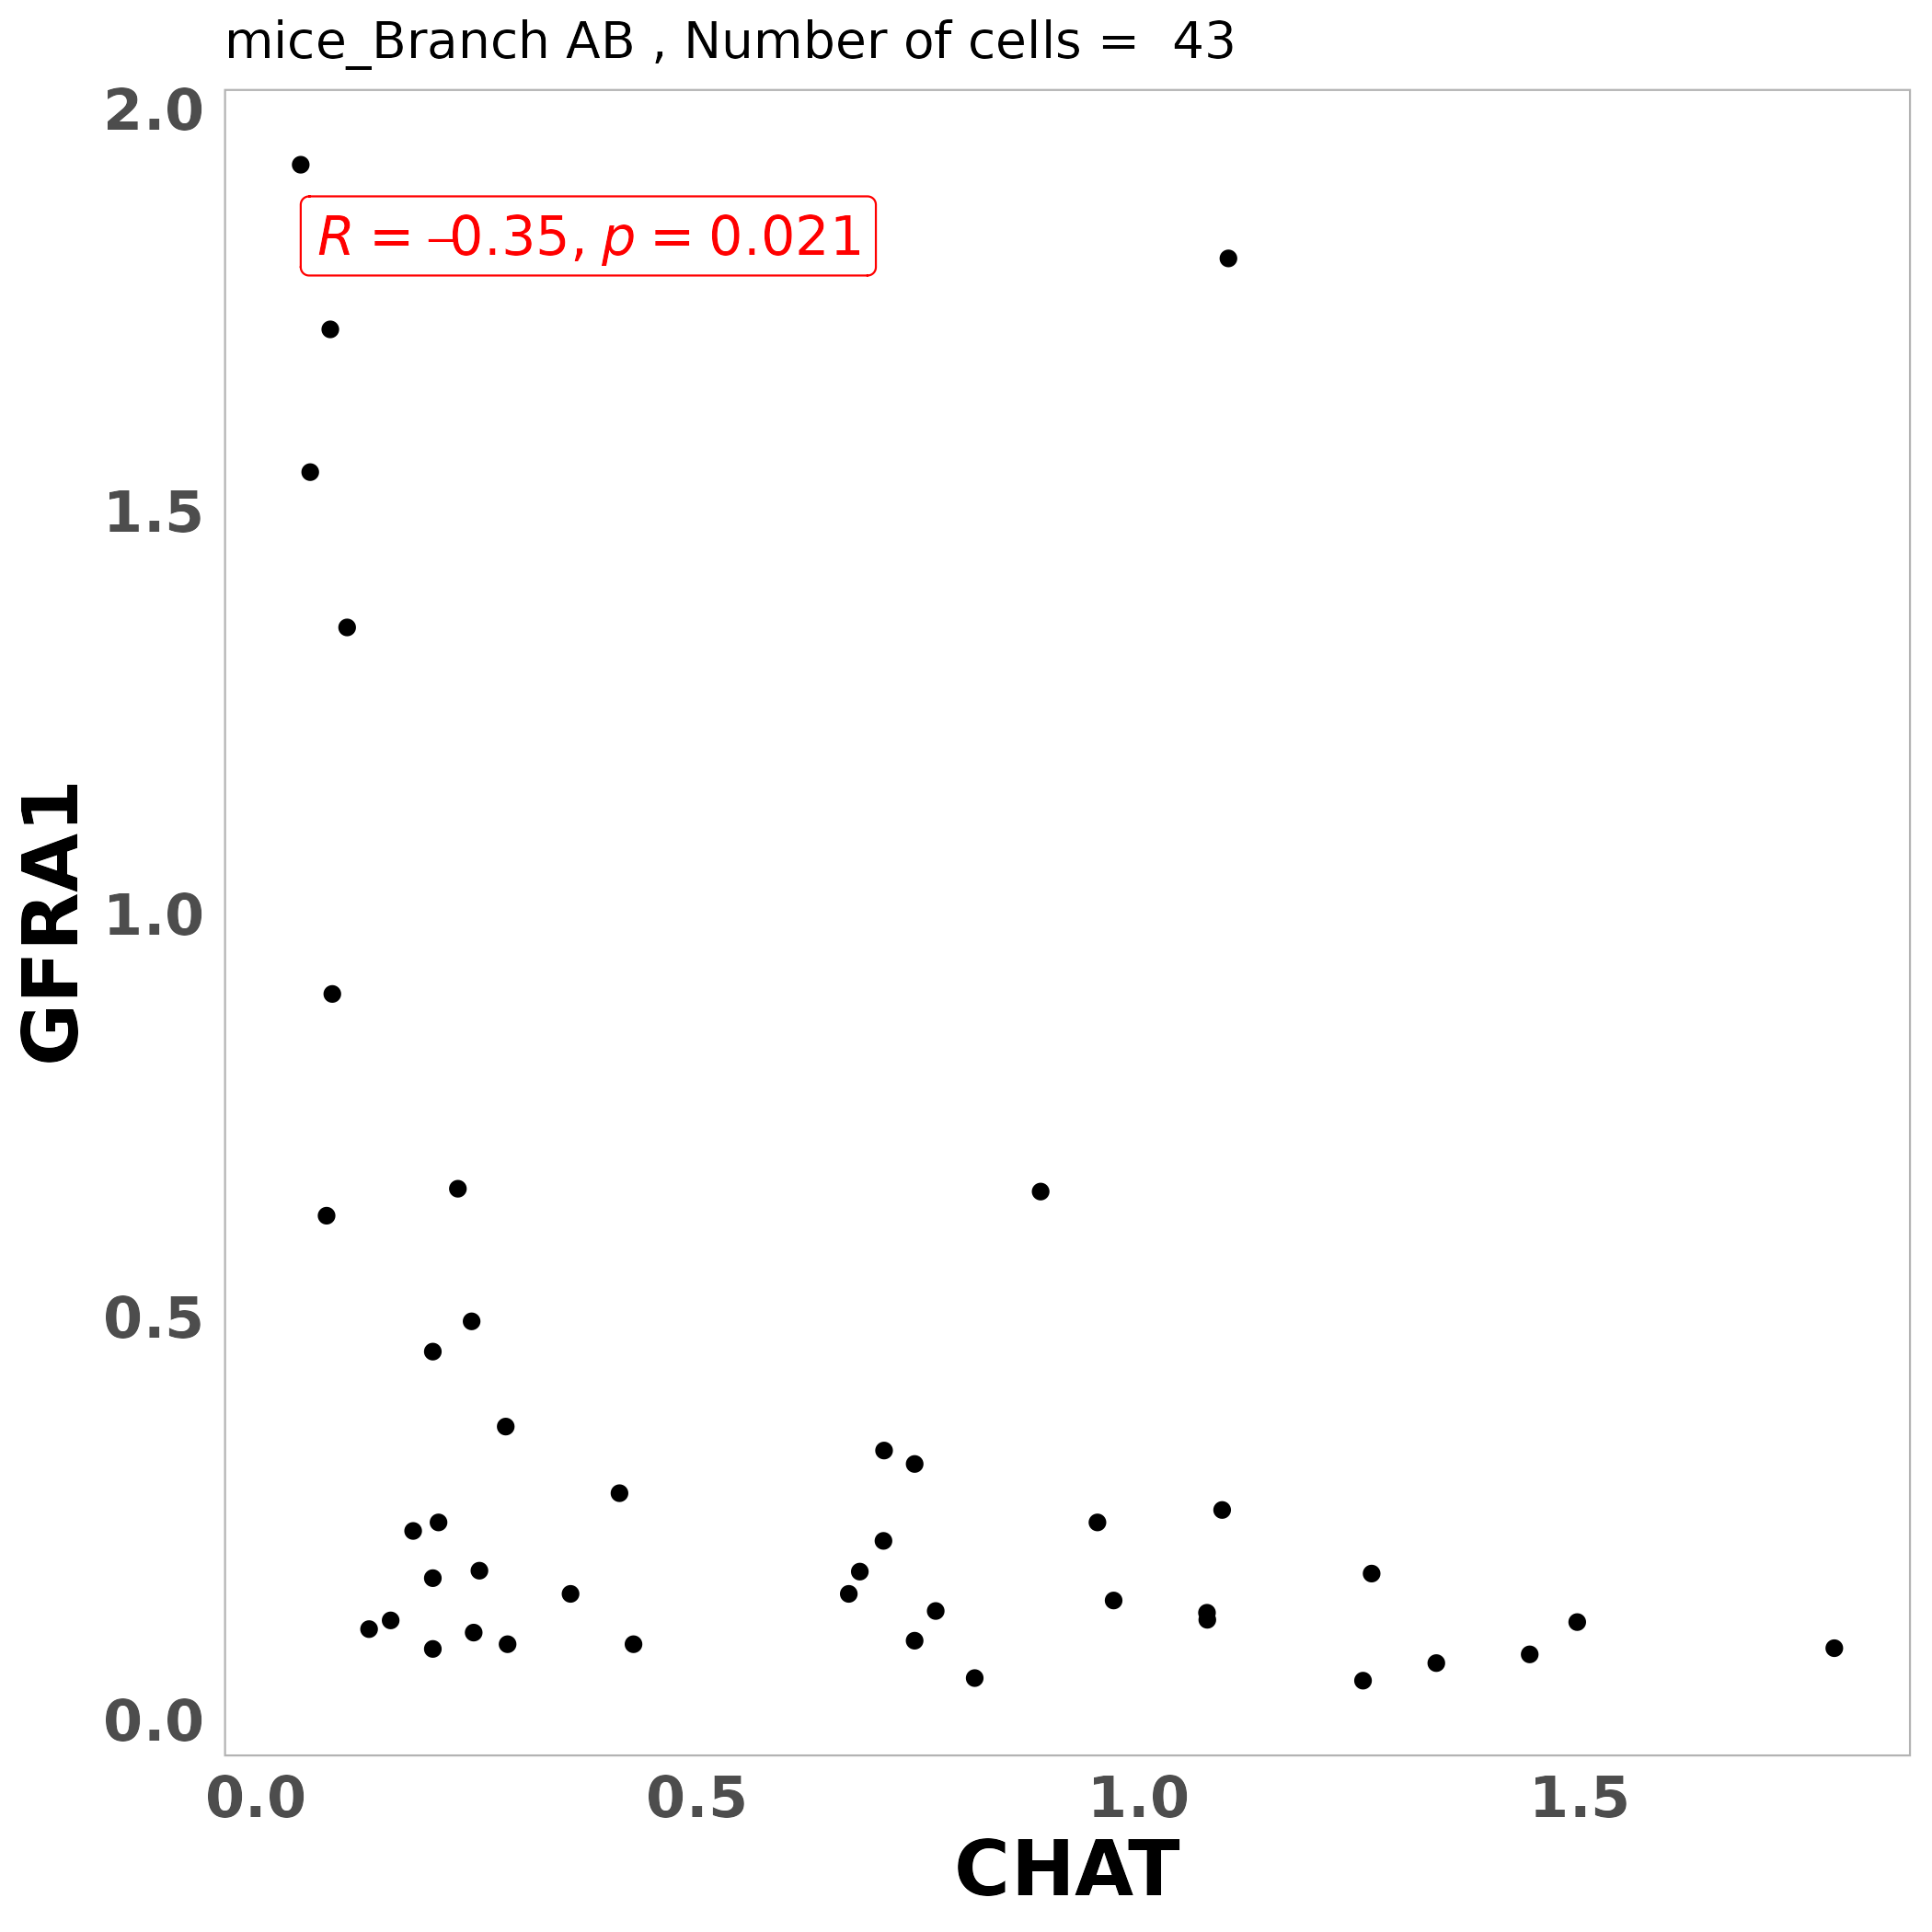 mice_Branch AB , Number of cells =  43
2.0
R = –0.35, p = 0.021
1.5
GFRA1
1.0
0.5
0.0
0.0 0.5 1.0 1.5
CHAT